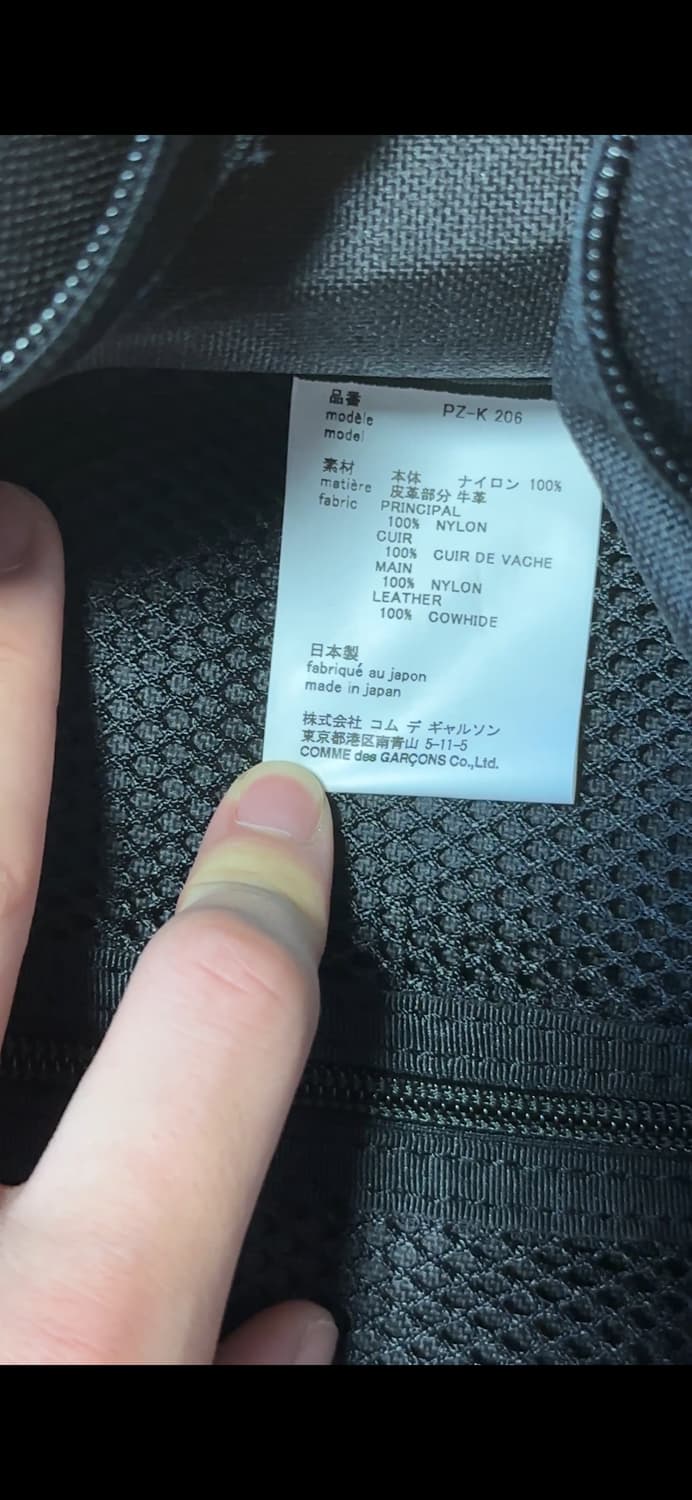 品番 PZ-K 206
modèle
model
素材 本体 ナイロン 100%
matière 皮革部分 牛革
fabric PRINCIPAL
100% NYLON
CUIR
100% CUIR DE VACHE
MAIN
100% NYLON
LEATHER
100% COWHIDE
日本製
fabriqué au japon
made in japan
株式会社 コム デ ギャルソン
東京都港区南青山 5-11-5
COMME des GARÇONS Co.,Ltd.